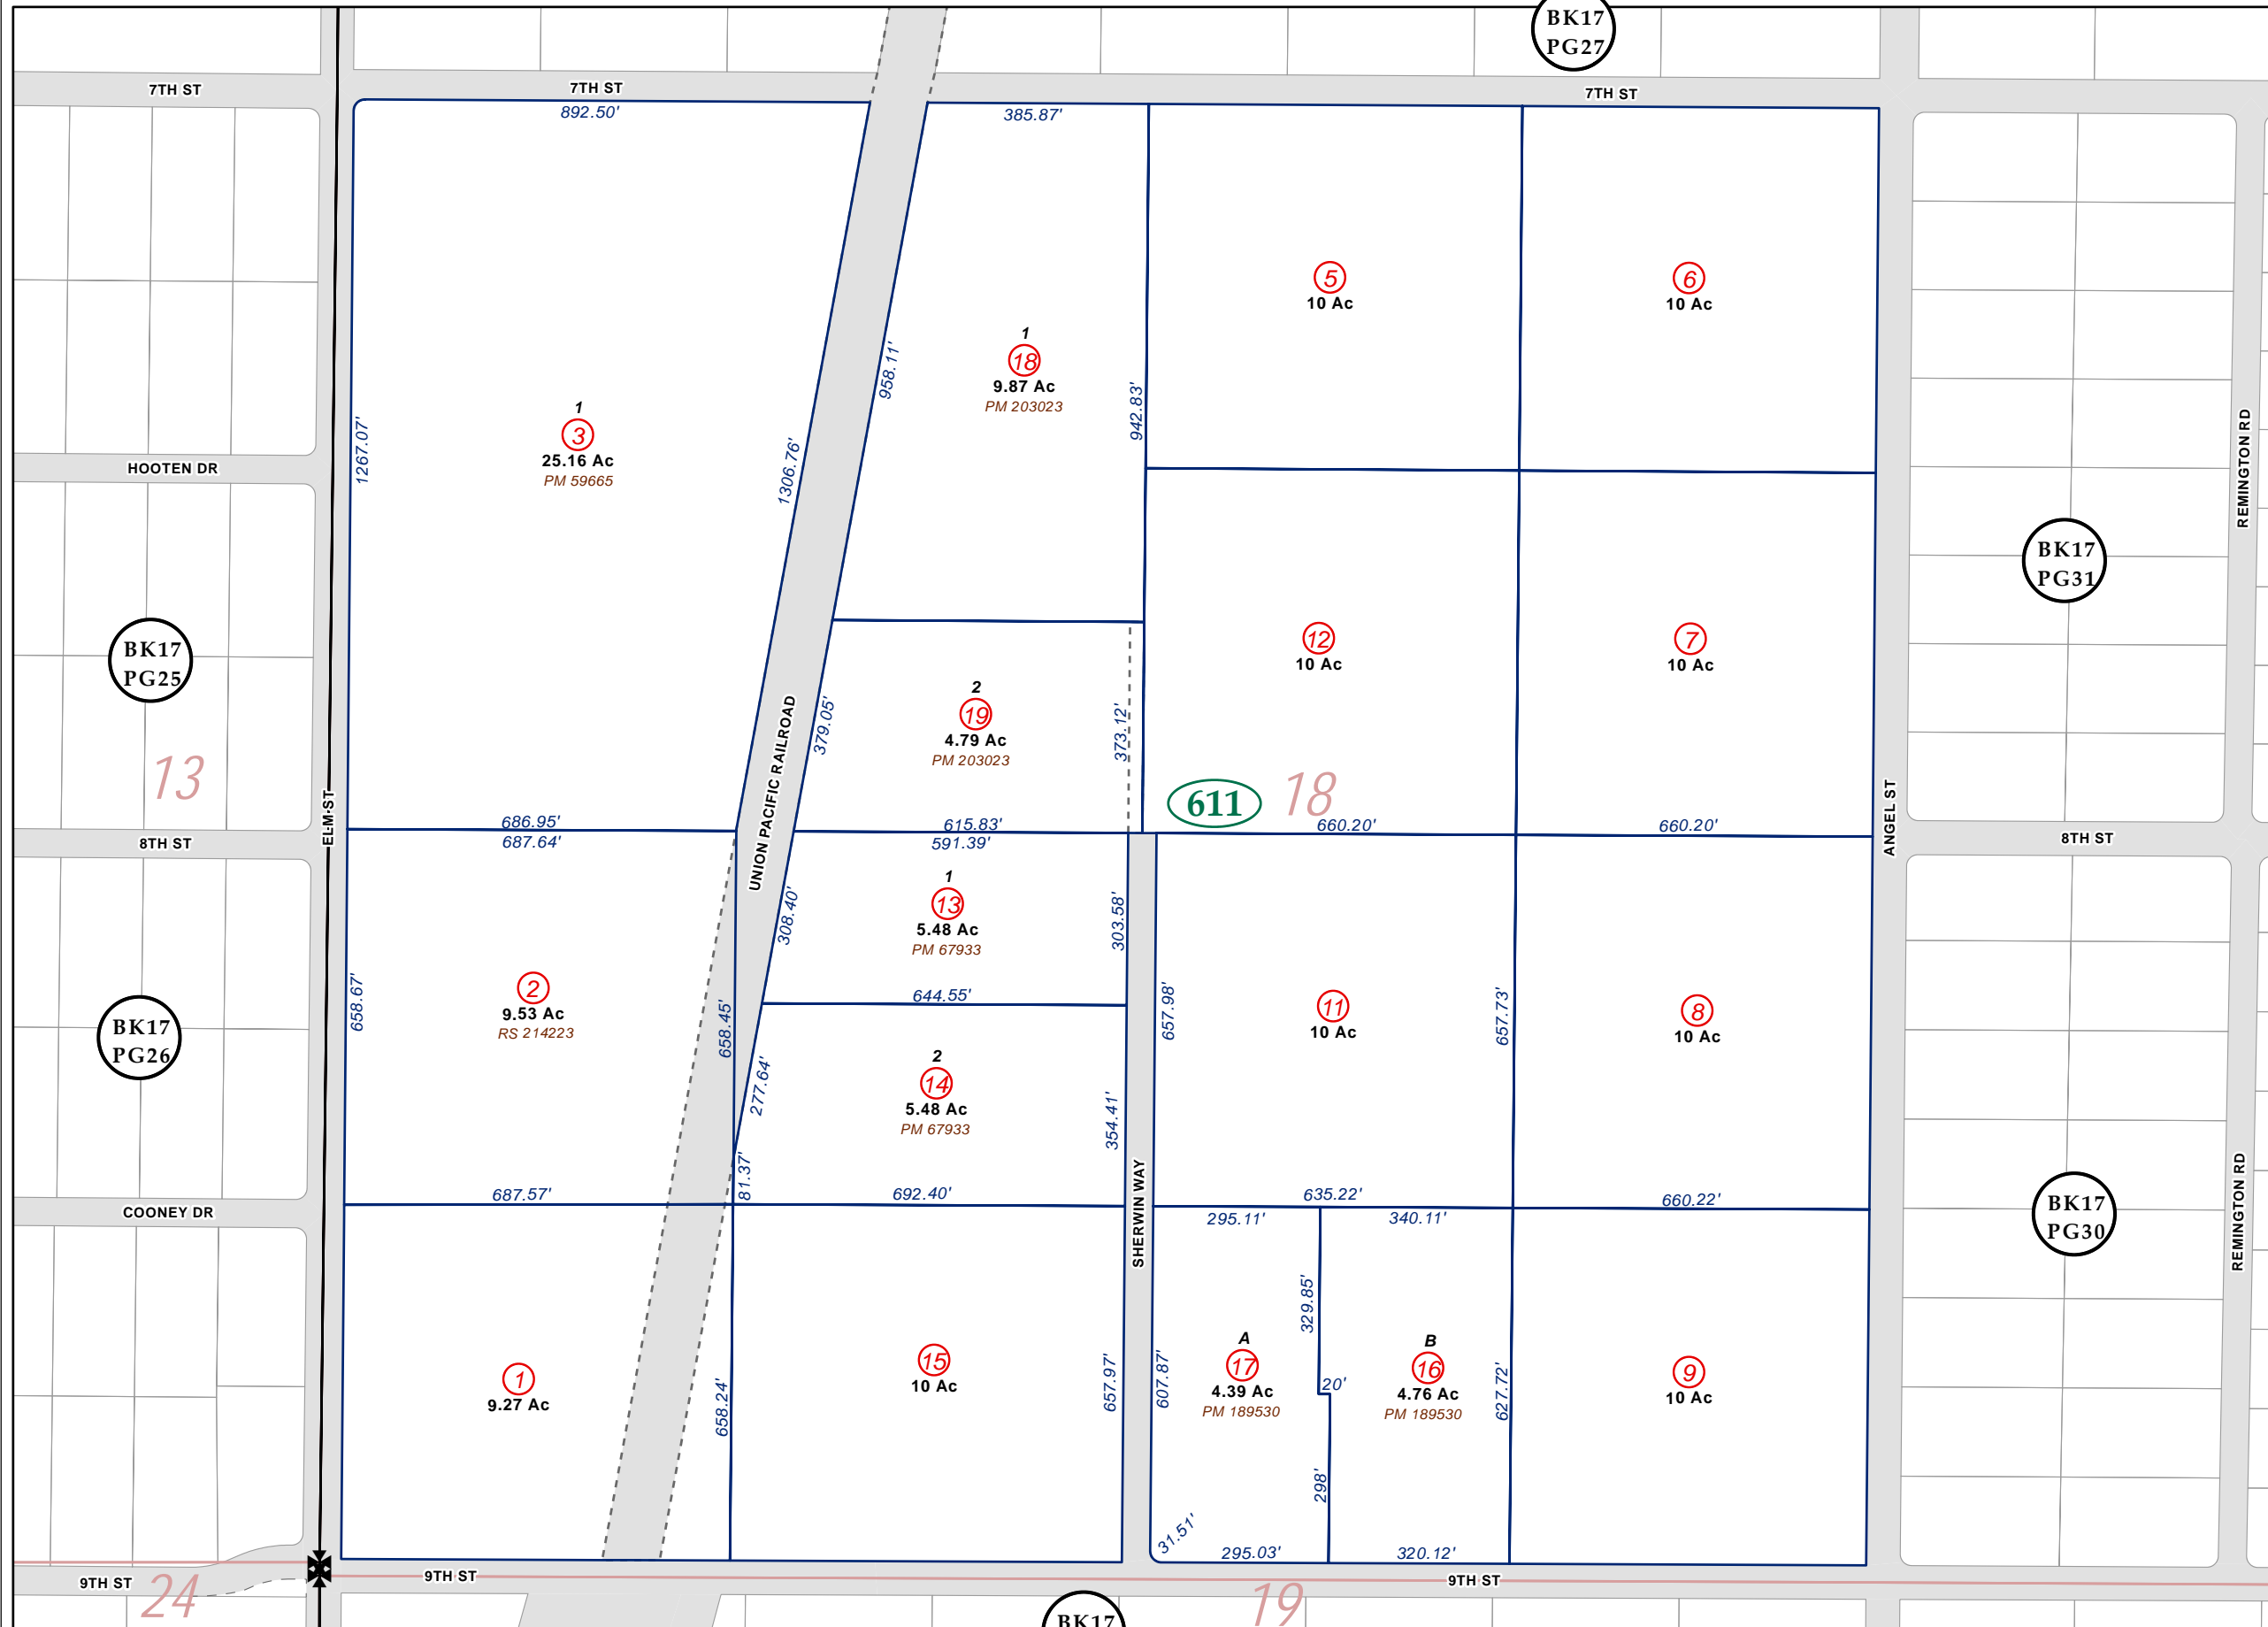 BK17
PG27
7TH ST
7TH ST
7TH ST
892.50'
385.87'
5
10 Ac
6
10 Ac
1
18
9.87 Ac
PM 203023
958.11'
942.83'
1
3
25.16 Ac
PM 59665
1267.07'
1306.76'
HOOTEN DR
REMINGTON RD
BK17
PG31
BK17
PG25
13
12
10 Ac
7
10 Ac
2
19
4.79 Ac
PM 203023
379.05'
373.12'
UNION PACIFIC RAILROAD
611
18
ELM ST
ANGEL ST
686.95'
615.83'
660.20'
660.20'
8TH ST
8TH ST
687.64'
591.39'
1
13
5.48 Ac
PM 67933
308.40'
303.58'
2
9.53 Ac
RS 214223
658.67'
658.45'
644.55'
657.98'
11
10 Ac
657.73'
8
10 Ac
BK17
PG26
2
14
5.48 Ac
PM 67933
277.64'
354.41'
81.37'
687.57'
692.40'
635.22'
660.22'
COONEY DR
SHERWIN WAY
295.11'
340.11'
BK17
PG30
REMINGTON RD
329.85'
A
17
4.39 Ac
PM 189530
20'
B
16
4.76 Ac
PM 189530
1
9.27 Ac
15
10 Ac
9
10 Ac
658.24'
657.97'
607.87'
627.72'
298'
31.51'
295.03'
320.12'
9TH ST
9TH ST
9TH ST
24
19
BK17